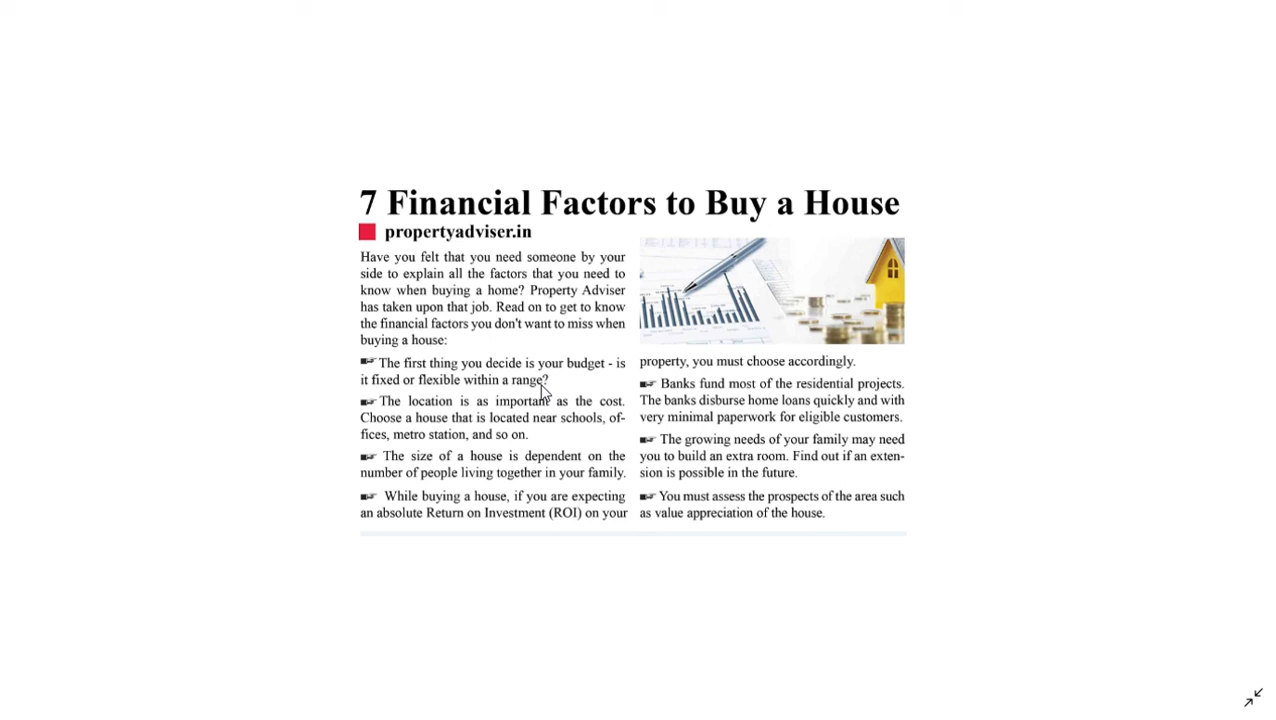 7 Financial Factors to Buy a House
propertyadviser.in
Have you felt that you need someone by your
side to explain all the factors that you need to
know when buying a home? Property Adviser
has taken upon that job. Read on to get to know
the financial factors you don't want to miss when
buying a house:
The first thing you decide is your budget - is
it fixed or flexible within a range?
The location is as important as the cost.
Choose a house that is located near schools, of-
fices, metro station, and so on.
The size of a house is dependent on the
number of people living together in your family.
While buying a house, if you are expecting
an absolute Return on Investment (ROI) on your
property, you must choose accordingly.
Banks fund most of the residential projects.
The banks disburse home loans quickly and with
very minimal paperwork for eligible customers.
The growing needs of your family may need
you to build an extra room. Find out if an exten-
sion is possible in the future.
You must assess the prospects of the area such
as value appreciation of the house.